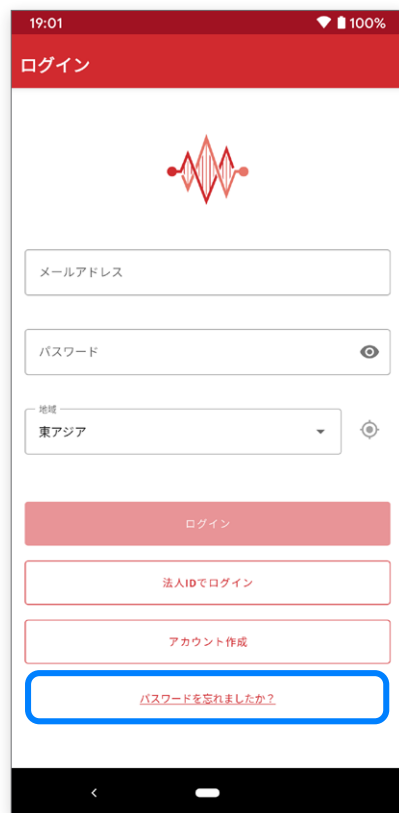 19:01
100%
ログイン
メールアドレス
パスワード
地域
東アジア
ログイン
法人IDでログイン
アカウント作成
パスワードを忘れましたか？